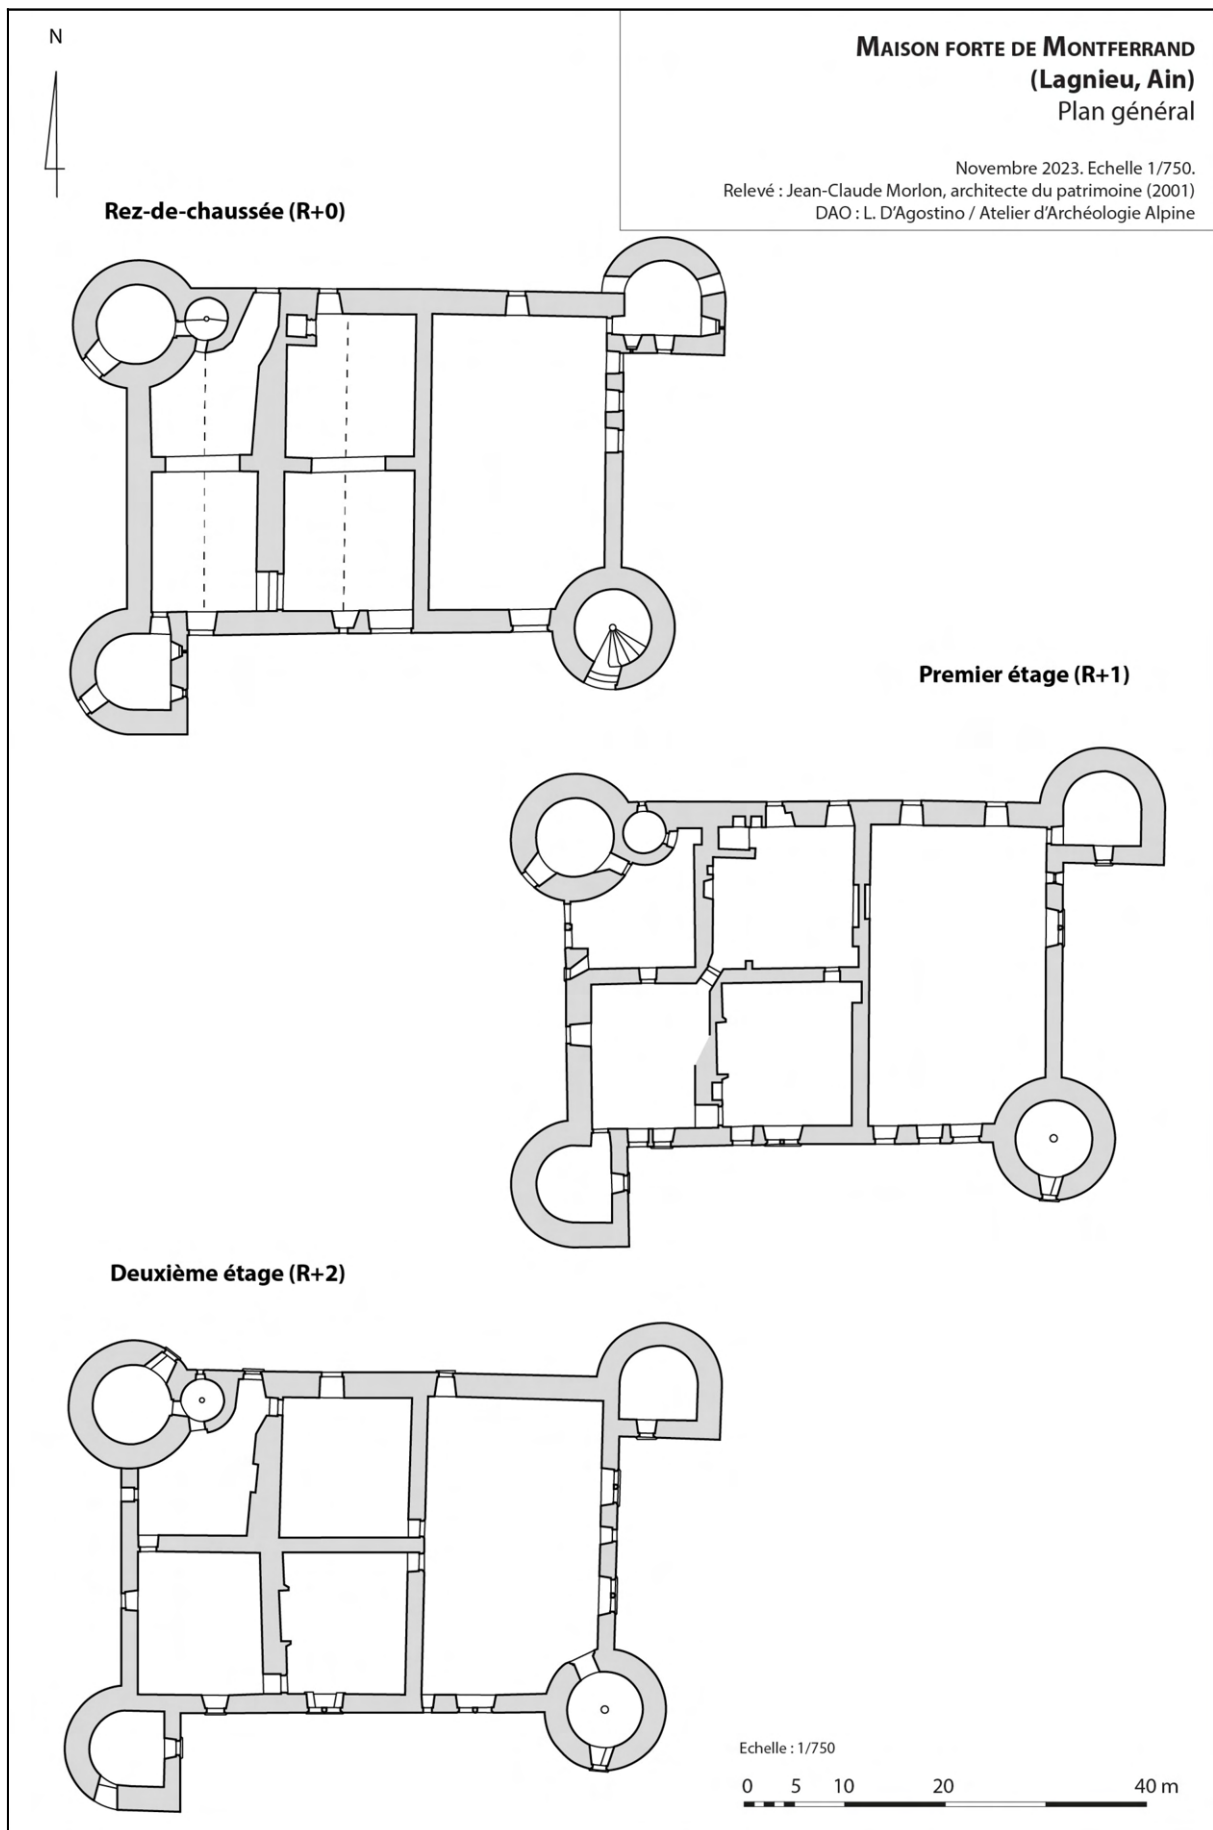 N
MAISON FORTE DE MONTFERRAND
(Lagnieu, Ain)
Plan général
Novembre 2023. Echelle 1/750.
Relevé : Jean-Claude Morlon, architecte du patrimoine (2001)
DAO : L. D'Agostino / Atelier d'Archéologie Alpine
Rez-de-chaussée (R+0)
Premier étage (R+1)
Deuxième étage (R+2)
Echelle : 1/750
0 5 10 20 40 m